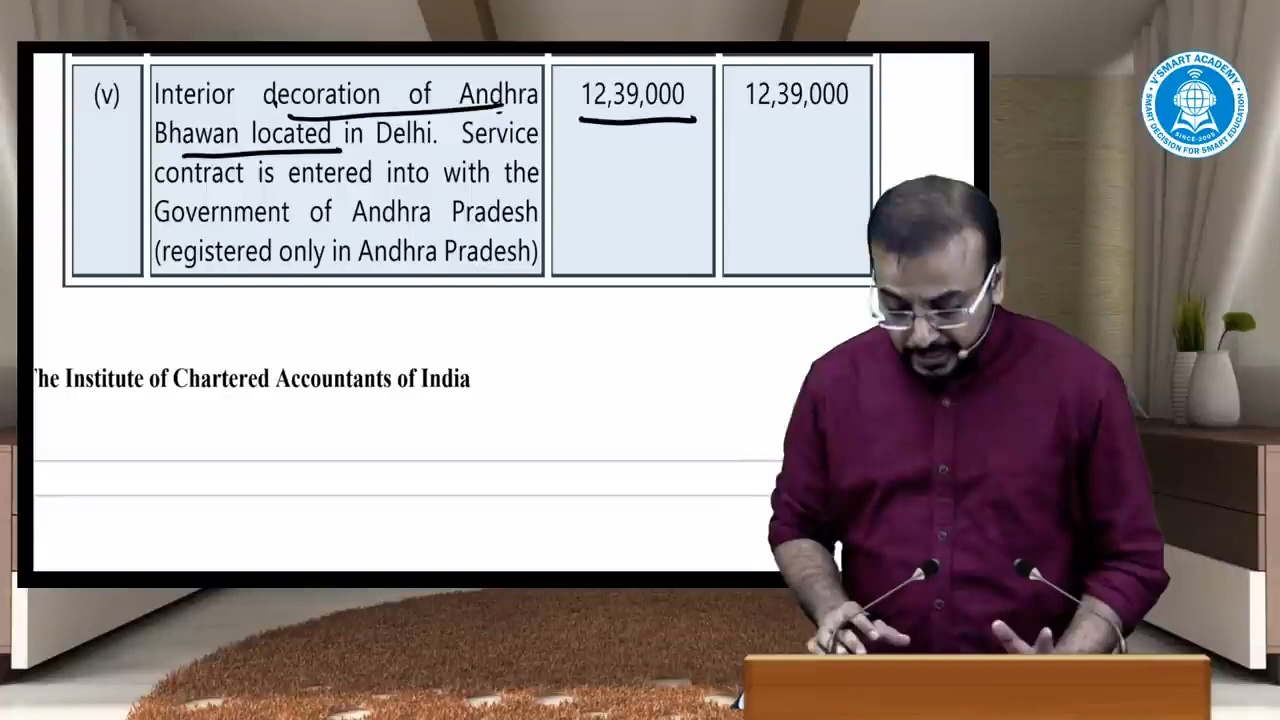 (v)
Interior decoration of Andhra
Bhawan located in Delhi. Service
contract is entered into with the
Government of Andhra Pradesh
(registered only in Andhra Pradesh)
12,39,000
12,39,000
The Institute of Chartered Accountants of India
V'SMART ACADEMY
SINCE-2005
SMART DECISION FOR SMART EDUCATION